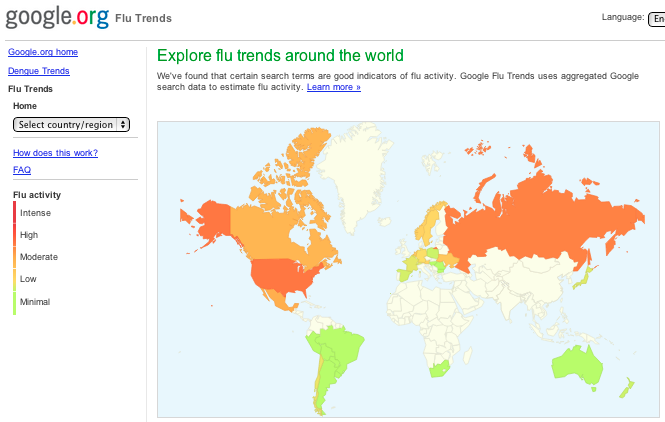 google.org Flu Trends
Language: En
Google.org home
Dengue Trends
Flu Trends
Home
Select country/region
How does this work?
FAQ
Flu activity
Intense
High
Moderate
Low
Minimal
Explore flu trends around the world
We've found that certain search terms are good indicators of flu activity. Google Flu Trends uses aggregated Google
search data to estimate flu activity. Learn more »